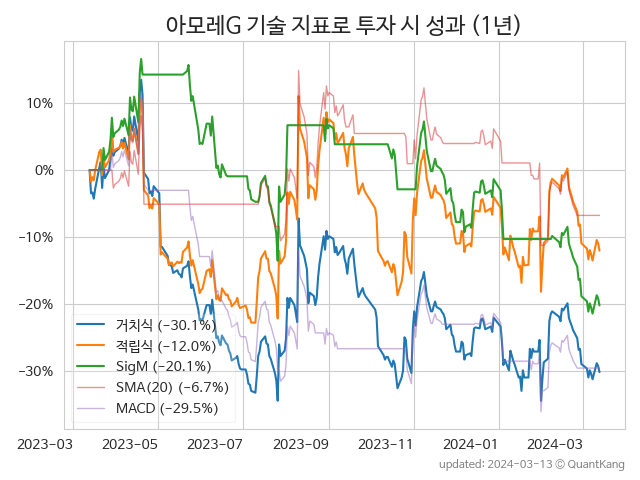 아모레G 기술 지표로 투자 시 성과 (1년)
10%
0%
−10%
−20%
−30%
거치식 (−30.1%)
적립식 (−12.0%)
SigM (−20.1%)
SMA(20) (−6.7%)
MACD (−29.5%)
2023-03 2023-05 2023-07 2023-09 2023-11 2024-01 2024-03
updated: 2024-03-13 © QuantKang